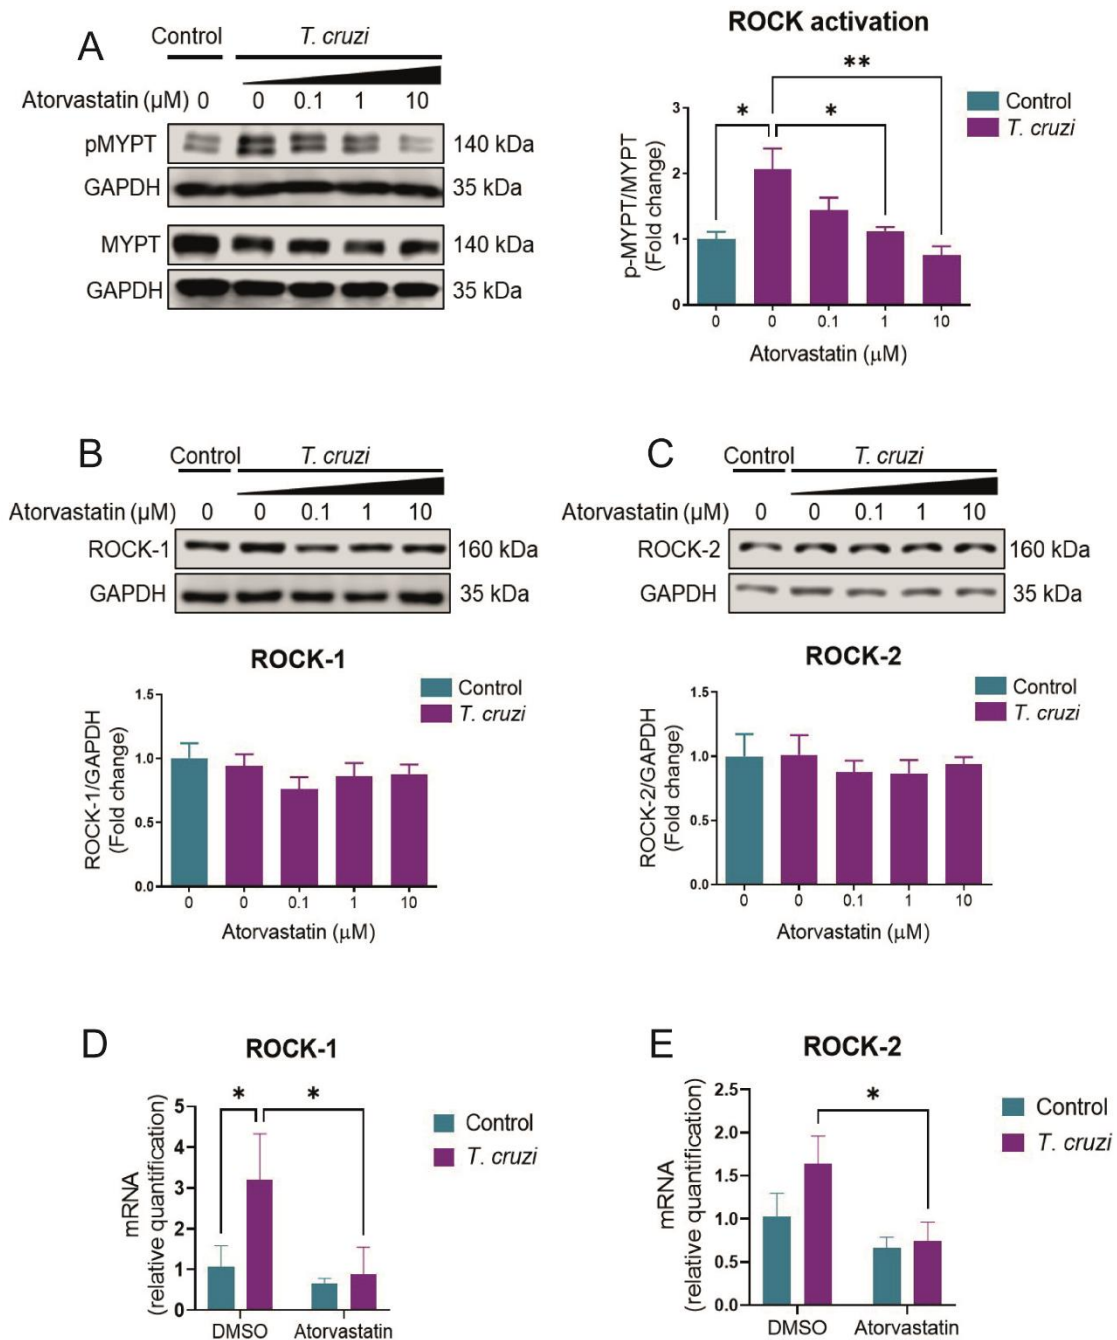 A
Control T. cruzi
Atorvastatin (µM) 0 0 0.1 1 10
pMYPT 140 kDa
GAPDH 35 kDa
MYPT 140 kDa
GAPDH 35 kDa
ROCK activation
**
* *
Control
T. cruzi
p-MYPT/MYPT
(Fold change)
3
2
1
0
0 0 0.1 1 10
Atorvastatin (µM)
B
Control T. cruzi
Atorvastatin (µM) 0 0 0.1 1 10
ROCK-1 160 kDa
GAPDH 35 kDa
ROCK-1
Control
T. cruzi
ROCK-1/GAPDH
(Fold change)
1.5
1.0
0.5
0.0
0 0 0.1 1 10
Atorvastatin (µM)
C
Control T. cruzi
Atorvastatin (µM) 0 0 0.1 1 10
ROCK-2 160 kDa
GAPDH 35 kDa
ROCK-2
Control
T. cruzi
ROCK-2/GAPDH
(Fold change)
1.5
1.0
0.5
0.0
0 0 0.1 1 10
Atorvastatin (µM)
D
ROCK-1
* *
Control
T. cruzi
mRNA
(relative quantification)
5
4
3
2
1
0
DMSO Atorvastatin
E
ROCK-2
*
Control
T. cruzi
mRNA
(relative quantification)
2.5
2.0
1.5
1.0
0.5
0.0
DMSO Atorvastatin